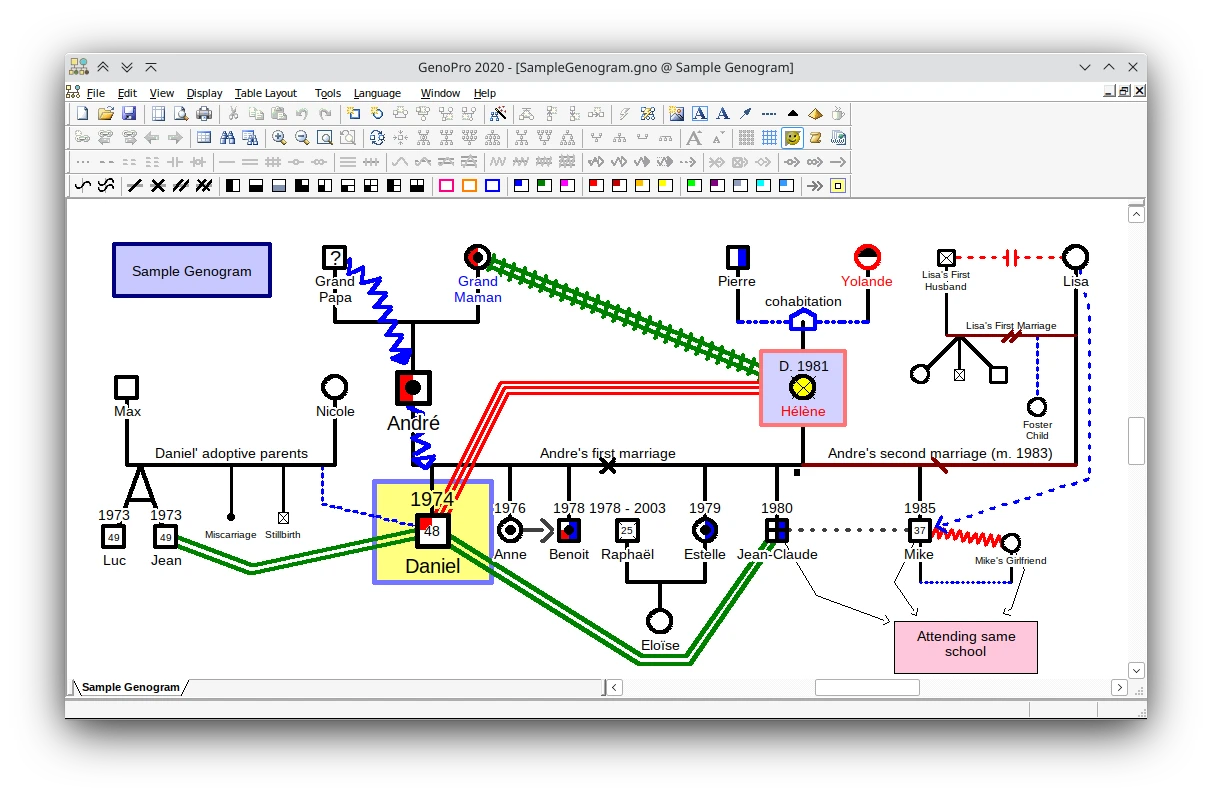 GenoPro 2020 - [SampleGenogram.gno @ Sample Genogram]
File Edit View Display Table Layout Tools Language Window Help
A A
A A
Sample Genogram
?
Grand
Papa
Grand
Maman
Pierre
Yolande
cohabitation
Lisa's First
Husband
Lisa
Lisa's First Marriage
D. 1981
Hélène
Max
Nicole
André
Foster
Child
Daniel' adoptive parents
Andre's first marriage
Andre's second marriage (m. 1983)
1973
49
Luc
1973
49
Jean
Miscarriage
Stillbirth
1974
48
Daniel
1976
Anne
1978
Benoit
1978 - 2003
25
Raphaël
1979
Estelle
1980
Jean-Claude
1985
37
Mike
Mike's Girlfriend
Eloïse
Attending same
school
Sample Genogram